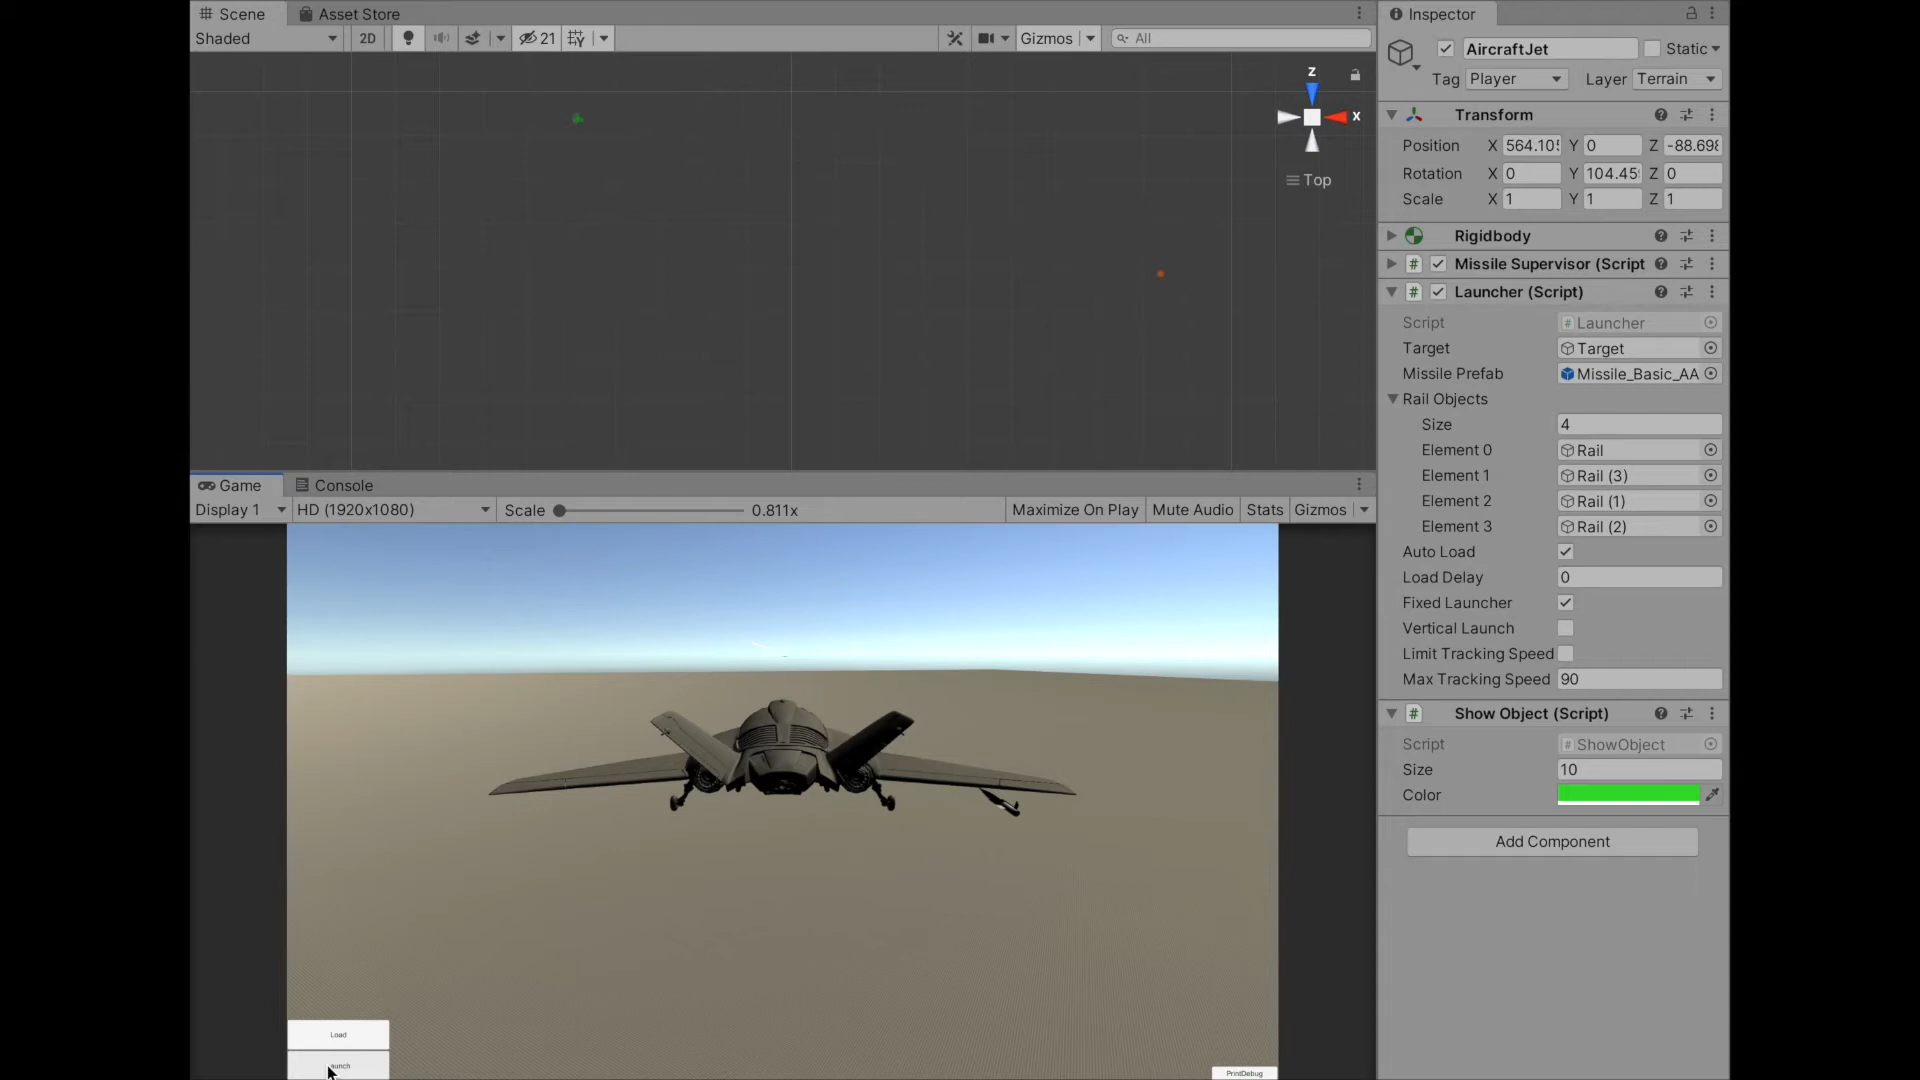 Scene
Asset Store
Shaded
2D
21
Gizmos
All
z
x
Top
Game
Console
Display 1
HD (1920x1080)
Scale
0.811x
Maximize On Play
Mute Audio
Stats
Gizmos
Load
unch
PrintDebug
Inspector
AircraftJet
Static
Tag Player
Layer Terrain
Transform
Position X 564.10 Y 0 Z -88.698
Rotation X 0 Y 104.45 Z 0
Scale X 1 Y 1 Z 1
Rigidbody
# Missile Supervisor (Script
# Launcher (Script)
Script # Launcher
Target Target
Missile Prefab Missile_Basic_AA
Rail Objects
Size 4
Element 0 Rail
Element 1 Rail (3)
Element 2 Rail (1)
Element 3 Rail (2)
Auto Load
Load Delay 0
Fixed Launcher
Vertical Launch
Limit Tracking Speed
Max Tracking Speed 90
# Show Object (Script)
Script # ShowObject
Size 10
Color
Add Component